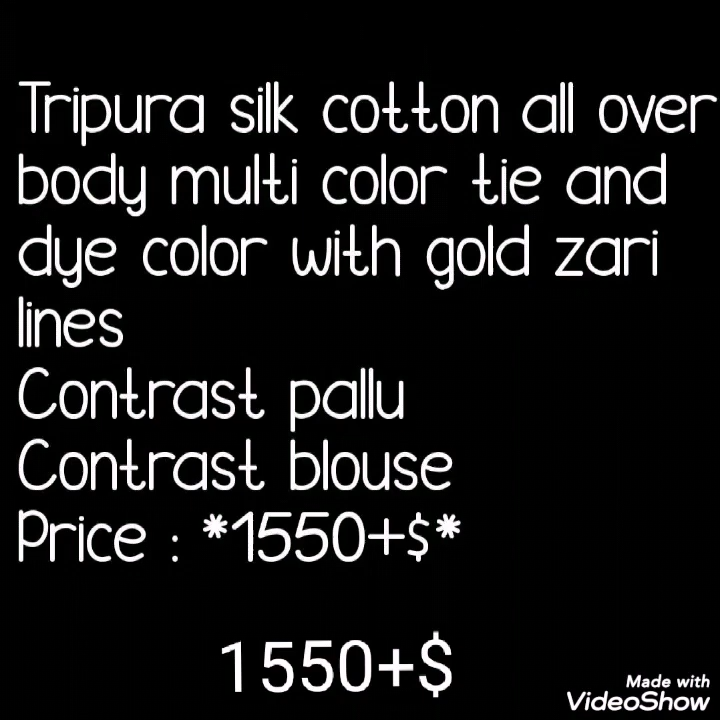 Tripura silk cotton all over
body multi color tie and
dye color with gold zari
lines
Contrast pallu
Contrast blouse
Price : *1550+$*
1550+$
Made with
VideoShow